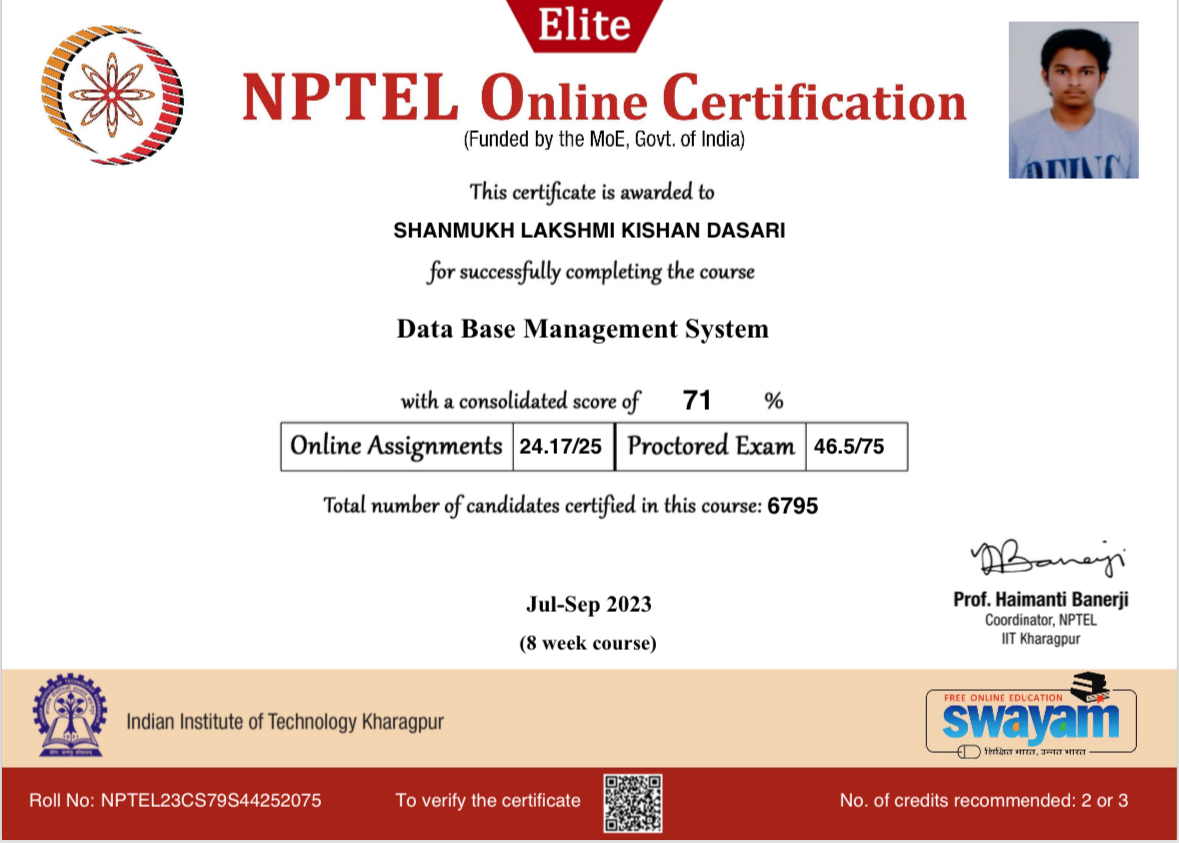 Elite
NPTEL Online Certification
(Funded by the MoE, Govt. of India)
This certificate is awarded to
SHANMUKH LAKSHMI KISHAN DASARI
for successfully completing the course
Data Base Management System
with a consolidated score of 71 %
Online Assignments 24.17/25 Proctored Exam 46.5/75
Total number of candidates certified in this course: 6795
Jul-Sep 2023
(8 week course)
Prof. Haimanti Banerji
Coordinator, NPTEL
IIT Kharagpur
Indian Institute of Technology Kharagpur
FREE ONLINE EDUCATION
swayam
शिक्षित भारत, उन्नत भारत
Roll No: NPTEL23CS79S44252075
To verify the certificate
No. of credits recommended: 2 or 3